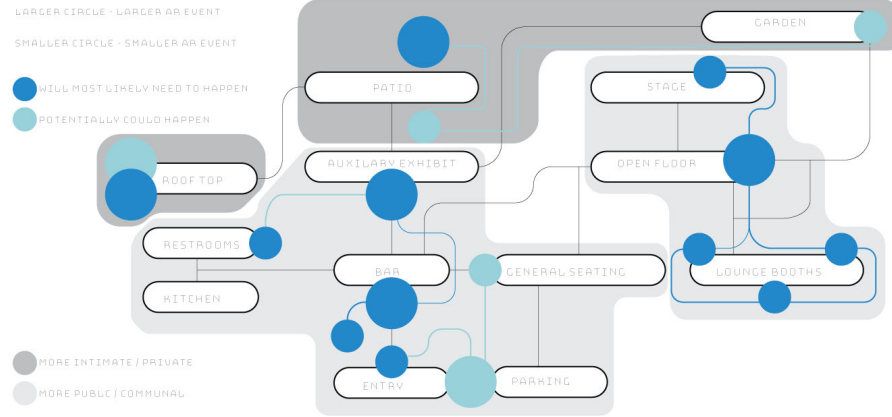 LARGER CIRCLE - LARGER AR EVENT
SMALLER CIRCLE - SMALLER AR EVENT
WILL MOST LIKELY NEED TO HAPPEN
POTENTIALLY COULD HAPPEN
GARDEN
PATIO
STAGE
ROOF TOP
AUXILARY EXHIBIT
OPEN FLOOR
RESTROOMS
BAR
GENERAL SEATING
LOUNGE BOOTHS
KITCHEN
MORE INTIMATE / PRIVATE
ENTRY
PARKING
MORE PUBLIC / COMMUNAL